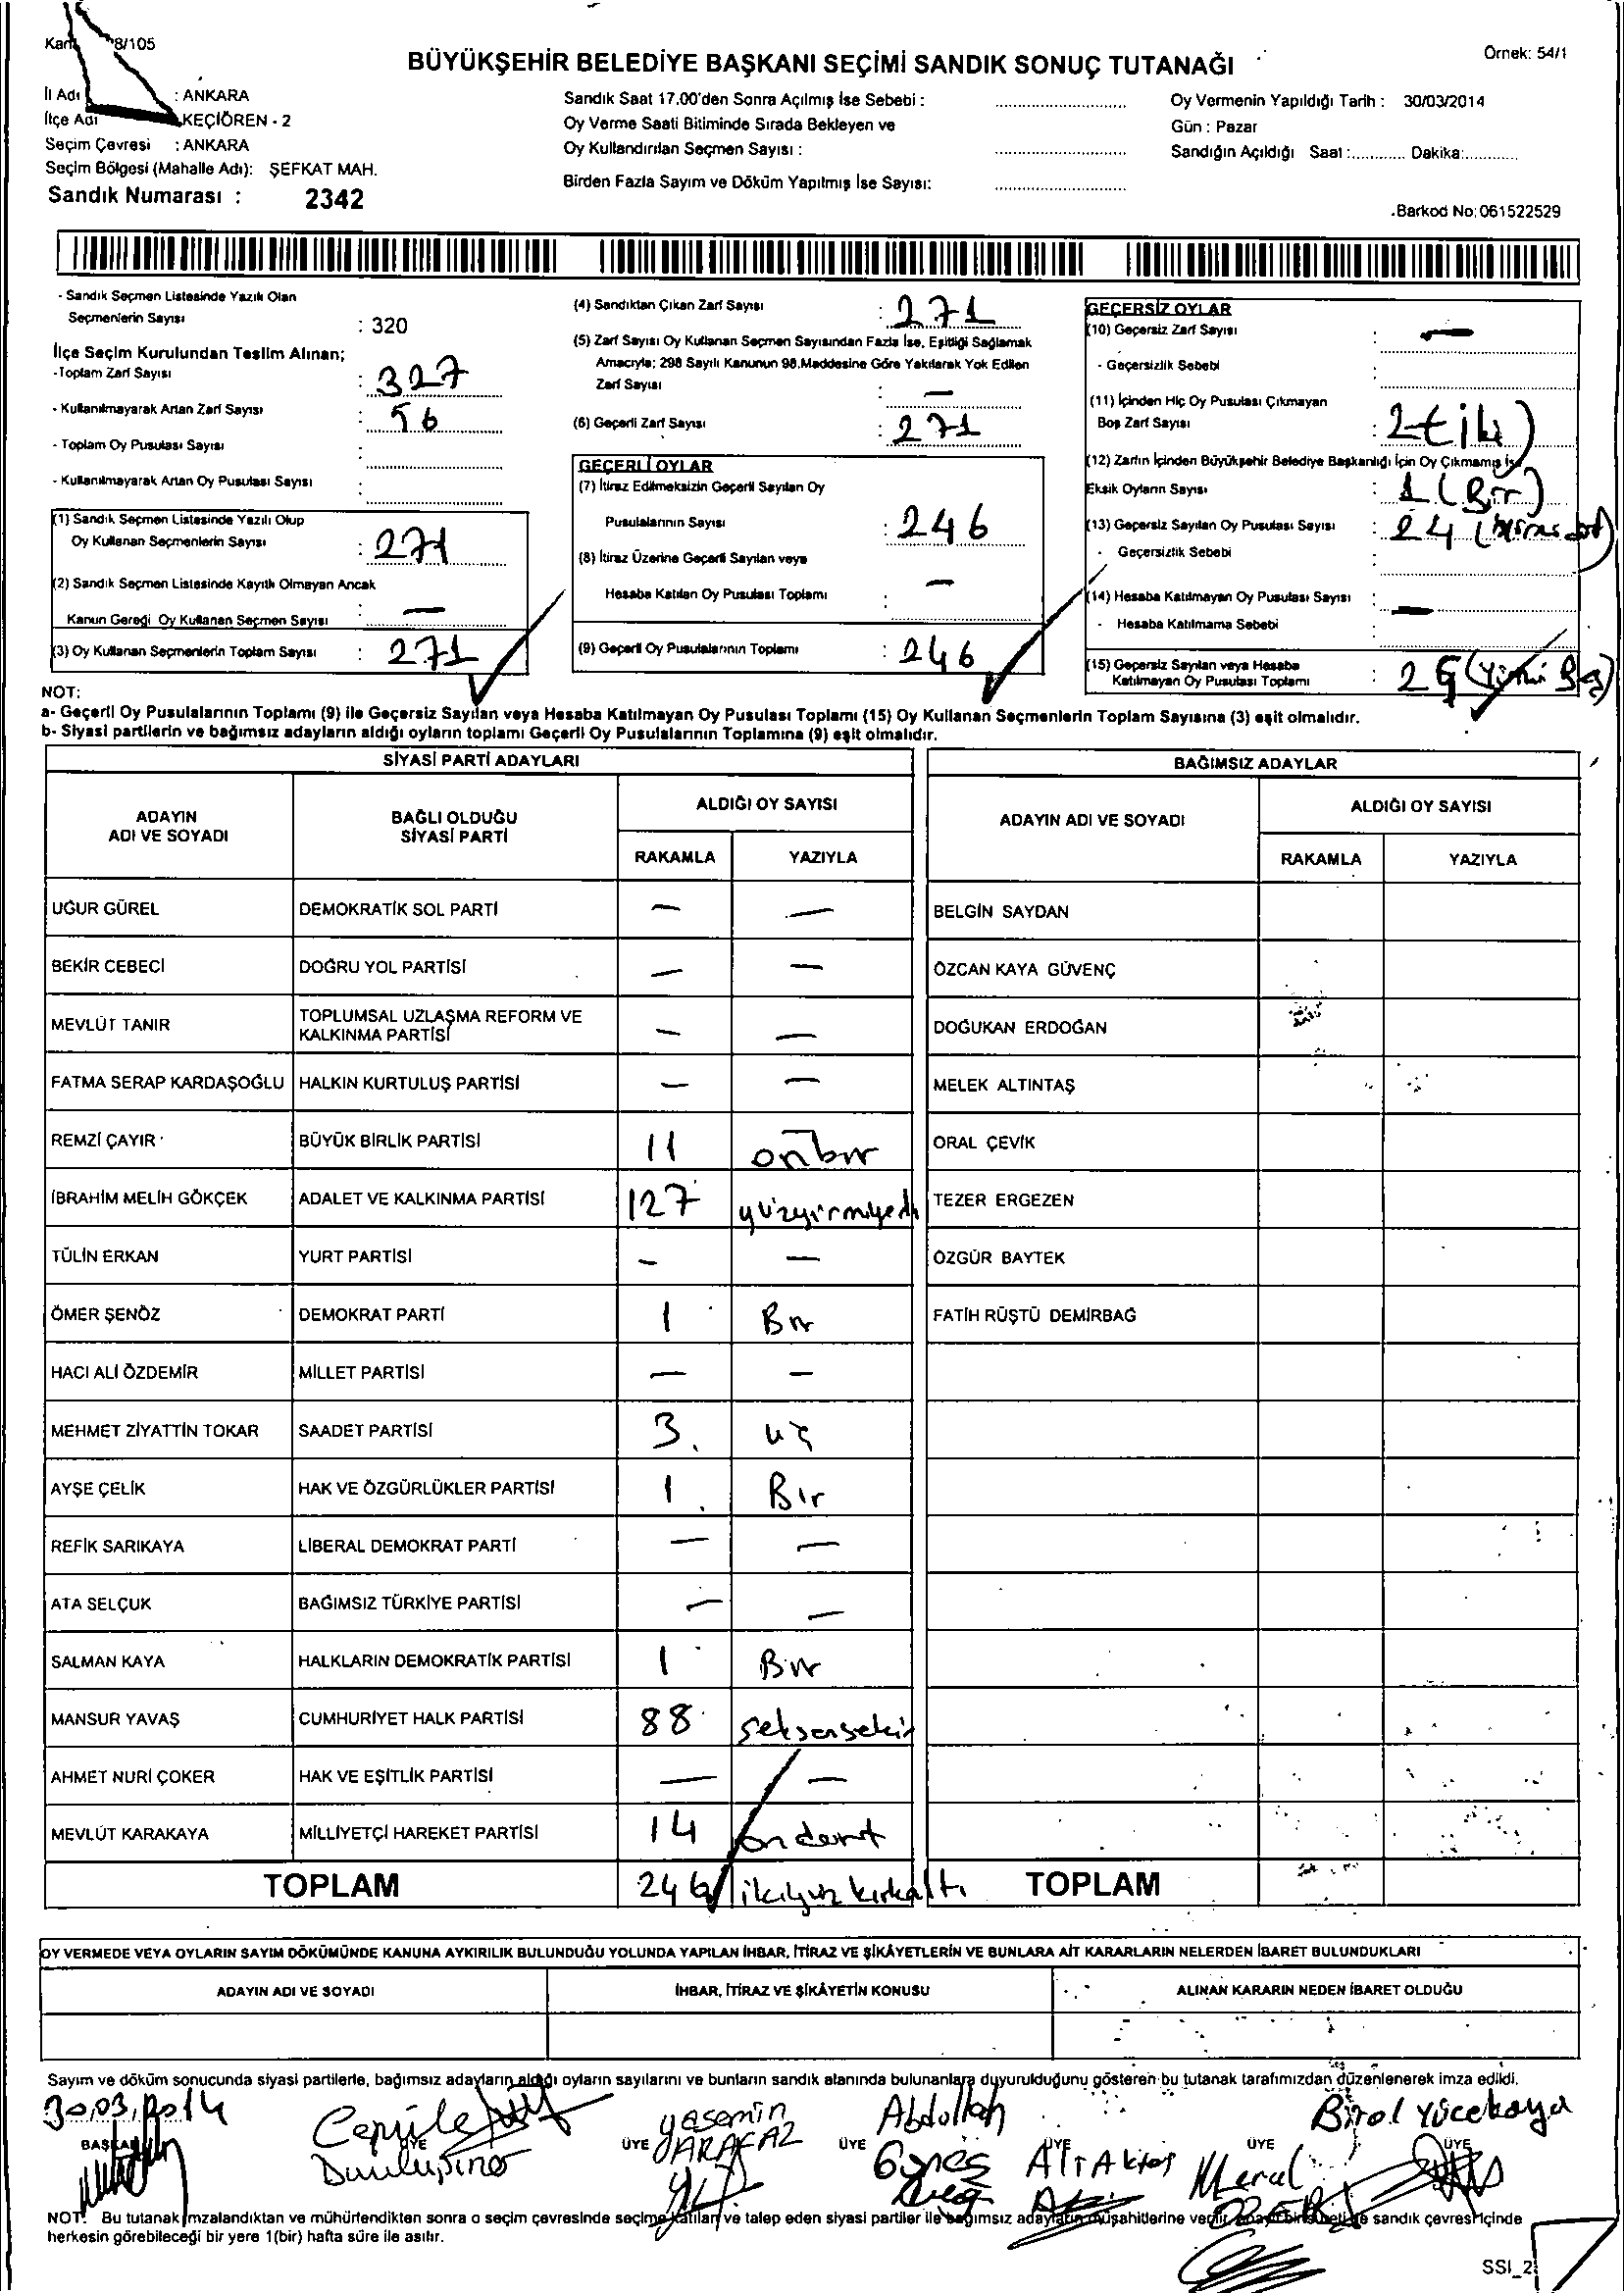 8/105
BÜYÜKŞEHİR BELEDİYE BAŞKANI SEÇİMİ SANDIK SONUÇ TUTANAĞI
Örnek: 54/1
İl Adı : ANKARA
İlçe Adı KEÇİÖREN - 2
Seçim Çevresi : ANKARA
Seçim Bölgesi (Mahalle Adı): ŞEFKAT MAH.
Sandık Numarası : 2342
Sandık Saat 17.00'den Sonra Açılmış İse Sebebi :
Oy Verme Saati Bitiminde Sırada Bekleyen ve
Oy Kullandırılan Seçmen Sayısı :
Birden Fazla Sayım ve Döküm Yapılmış İse Sayısı:
Oy Vermenin Yapıldığı Tarih : 30/03/2014
Gün : Pazar
Sandığın Açıldığı Saat :............ Dakika:............
Barkod No: 061522529
- Sandık Seçmen Listesinde Yazılı Olan
Seçmenlerin Sayısı : 320
İlçe Seçim Kurulundan Teslim Alınan;
-Toplam Zarf Sayısı : 327
- Kullanılmayarak Artan Zarf Sayısı : 56
- Toplam Oy Pusulası Sayısı :
- Kullanılmayarak Artan Oy Pusulası Sayısı :
(1) Sandık Seçmen Listesinde Yazılı Olup
Oy Kullanan Seçmenlerin Sayısı : 271
(2) Sandık Seçmen Listesinde Kayıtlı Olmayan Ancak
Kanun Gereği Oy Kullanan Seçmen Sayısı : —
(3) Oy Kullanan Seçmenlerin Toplam Sayısı : 271
(4) Sandıktan Çıkan Zarf Sayısı : 271
(5) Zarf Sayısı Oy Kullanan Seçmen Sayısından Fazla İse, Eşitliği Sağlamak
Amacıyla; 298 Sayılı Kanunun 98.Maddesine Göre Yakılarak Yok Edilen
Zarf Sayısı : —
(6) Geçerli Zarf Sayısı : 271
GEÇERLİ OYLAR
(7) İtiraz Edilmeksizin Geçerli Sayılan Oy
Pusulalarının Sayısı : 246
(8) İtiraz Üzerine Geçerli Sayılan veya
Hesaba Katılan Oy Pusulası Toplamı : —
(9) Geçerli Oy Pusulalarının Toplamı : 246
GEÇERSİZ OYLAR
(10) Geçersiz Zarf Sayısı : —
- Geçersizlik Sebebi :
(11) İçinden Hiç Oy Pusulası Çıkmayan
Boş Zarf Sayısı :
(12) Zarfın İçinden Büyükşehir Belediye Başkanlığı İçin Oy Çıkmamış İse
Eksik Oyların Sayısı : 1 (Bir)
(13) Geçersiz Sayılan Oy Pusulası Sayısı : 24
- Geçersizlik Sebebi :
(14) Hesaba Katılmayan Oy Pusulası Sayısı : —
- Hesaba Katılmama Sebebi :
(15) Geçersiz Sayılan veya Hesaba
Katılmayan Oy Pusulası Toplamı :
NOT:
a- Geçerli Oy Pusulalarının Toplamı (9) ile Geçersiz Sayılan veya Hesaba Katılmayan Oy Pusulası Toplamı (15) Oy Kullanan Seçmenlerin Toplam Sayısına (3) eşit olmalıdır.
b- Siyasi partilerin ve bağımsız adayların aldığı oyların toplamı Geçerli Oy Pusulalarının Toplamına (9) eşit olmalıdır.
SİYASİ PARTİ ADAYLARI
ADAYIN ADI VE SOYADI
BAĞLI OLDUĞU SİYASİ PARTİ
ALDIĞI OY SAYISI
RAKAMLA YAZIYLA
UĞUR GÜREL DEMOKRATİK SOL PARTİ — —
BEKİR CEBECİ DOĞRU YOL PARTİSİ — —
MEVLÜT TANIR TOPLUMSAL UZLAŞMA REFORM VE KALKINMA PARTİSİ — —
FATMA SERAP KARDAŞOĞLU HALKIN KURTULUŞ PARTİSİ — —
REMZİ ÇAYIR BÜYÜK BİRLİK PARTİSİ 11 onbir
İBRAHİM MELİH GÖKÇEK ADALET VE KALKINMA PARTİSİ 127 yüzyirmiyedi
TÜLİN ERKAN YURT PARTİSİ — —
ÖMER ŞENÖZ DEMOKRAT PARTİ 1 Bir
HACI ALİ ÖZDEMİR MİLLET PARTİSİ — —
MEHMET ZİYATTİN TOKAR SAADET PARTİSİ 3 üç
AYŞE ÇELİK HAK VE ÖZGÜRLÜKLER PARTİSİ 1 Bir
REFİK SARIKAYA LİBERAL DEMOKRAT PARTİ — —
ATA SELÇUK BAĞIMSIZ TÜRKİYE PARTİSİ — —
SALMAN KAYA HALKLARIN DEMOKRATİK PARTİSİ 1 Bir
MANSUR YAVAŞ CUMHURİYET HALK PARTİSİ 88 seksensekiz
AHMET NURİ ÇOKER HAK VE EŞİTLİK PARTİSİ — —
MEVLÜT KARAKAYA MİLLİYETÇİ HAREKET PARTİSİ 14 ondört
TOPLAM 246 ikiyüz kırkaltı
BAĞIMSIZ ADAYLAR
ADAYIN ADI VE SOYADI
ALDIĞI OY SAYISI
RAKAMLA YAZIYLA
BELGİN SAYDAN
ÖZCAN KAYA GÜVENÇ
DOĞUKAN ERDOĞAN
MELEK ALTINTAŞ
ORAL ÇEVİK
TEZER ERGEZEN
ÖZGÜR BAYTEK
FATİH RÜŞTÜ DEMİRBAĞ
TOPLAM
OY VERMEDE VEYA OYLARIN SAYIM DÖKÜMÜNDE KANUNA AYKIRILIK BULUNDUĞU YOLUNDA YAPILAN İHBAR, İTİRAZ VE ŞİKÂYETLERİN VE BUNLARA AİT KARARLARIN NELERDEN İBARET BULUNDUKLARI
ADAYIN ADI VE SOYADI İHBAR, İTİRAZ VE ŞİKÂYETİN KONUSU ALINAN KARARIN NEDEN İBARET OLDUĞU
Sayım ve döküm sonucunda siyasi partilerle, bağımsız adayların aldığı oyların sayılarını ve bunların sandık alanında bulunanlara duyurulduğunu gösteren bu tutanak tarafımızdan düzenlenerek imza edildi.
30.03.2014
BAŞKAN ÜYE ÜYE ÜYE ÜYE ÜYE ÜYE
Dumlupınar
Yasemin
Abdullah
Güneş
Ali Aktaş
Meral
Birol Yücekaya
NOT: Bu tutanak imzalandıktan ve mühürlendikten sonra o seçim çevresinde seçime katılan ve talep eden siyasi partiler ile bağımsız adayların müşahitlerine verilir, sandık çevresi içinde
herkesin görebileceği bir yere 1(bir) hafta süre ile asılır.
SSI_2